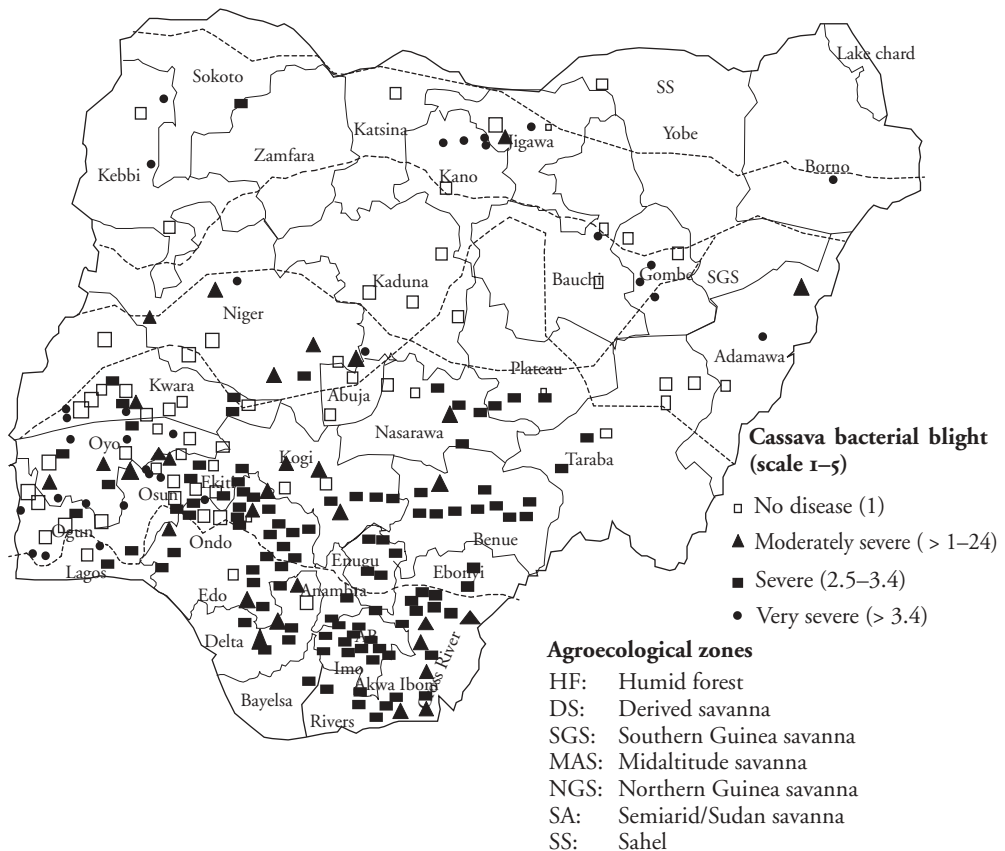 Lake chard
Sokoto
SS
Katsina
Yobe
Jigawa
Zamfara
Kebbi
Kano
Borno
Kaduna
Bauchi
Gombe
SGS
Niger
Adamawa
Plateau
Kwara
Abuja
Nasarawa
Oyo
Kogi
Taraba
Osun
Ekiti
Ogun
Ondo
Benue
Lagos
Enugu
Ebonyi
Edo
Anambra
Delta
AB
Cross River
Imo
Akwa Ibom
Bayelsa
Rivers
Cassava bacterial blight
(scale 1–5)
No disease (1)
Moderately severe ( > 1–24)
Severe (2.5–3.4)
Very severe (> 3.4)
Agroecological zones
HF: Humid forest
DS: Derived savanna
SGS: Southern Guinea savanna
MAS: Midaltitude savanna
NGS: Northern Guinea savanna
SA: Semiarid/Sudan savanna
SS: Sahel